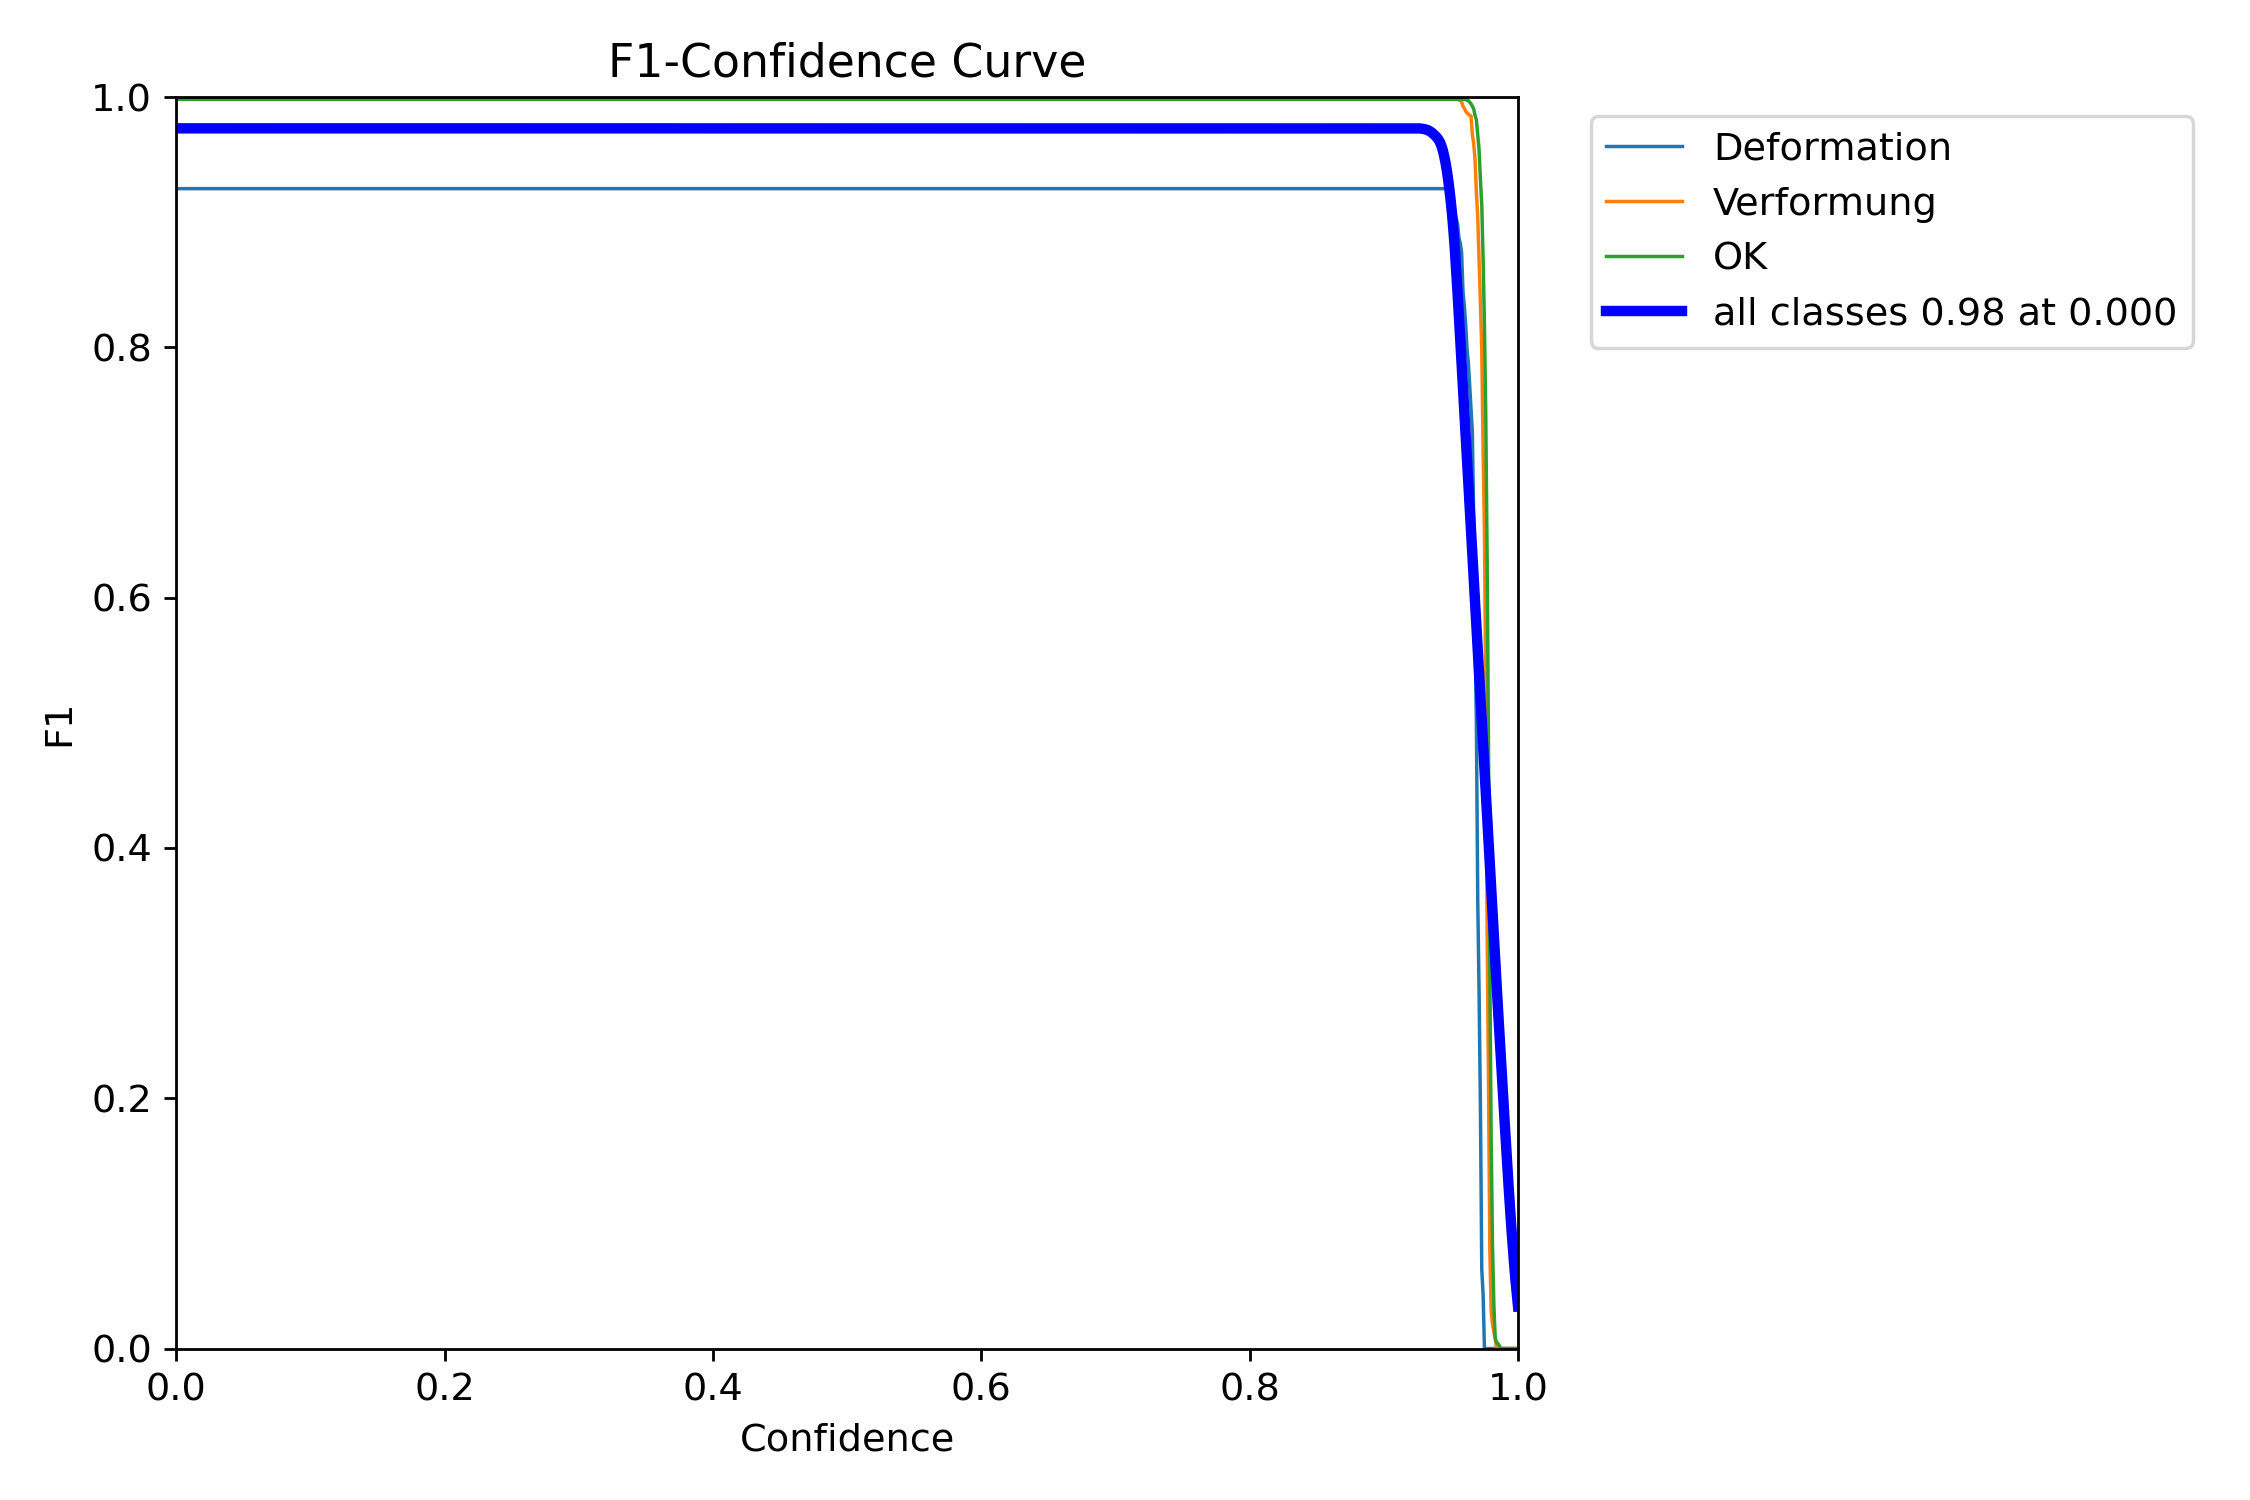 F1-Confidence Curve
1.0
0.8
0.6
0.4
0.2
0.0
F1
0.0 0.2 0.4 0.6 0.8 1.0
Confidence
Deformation
Verformung
OK
all classes 0.98 at 0.000